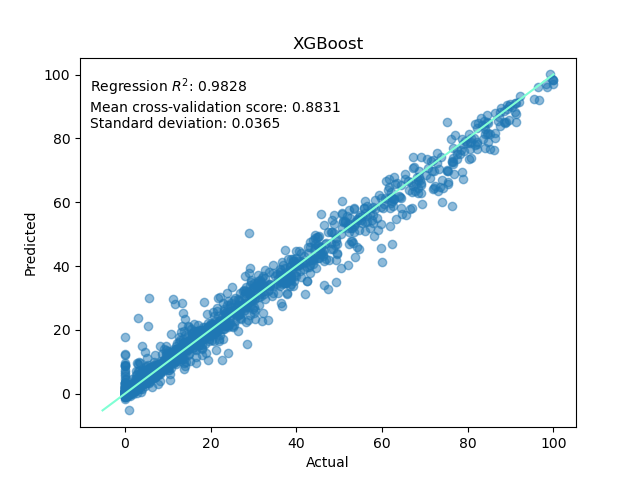 XGBoost
Regression R²: 0.9828
Mean cross-validation score: 0.8831
Standard deviation: 0.0365
Predicted
100
80
60
40
20
0
0 20 40 60 80 100
Actual